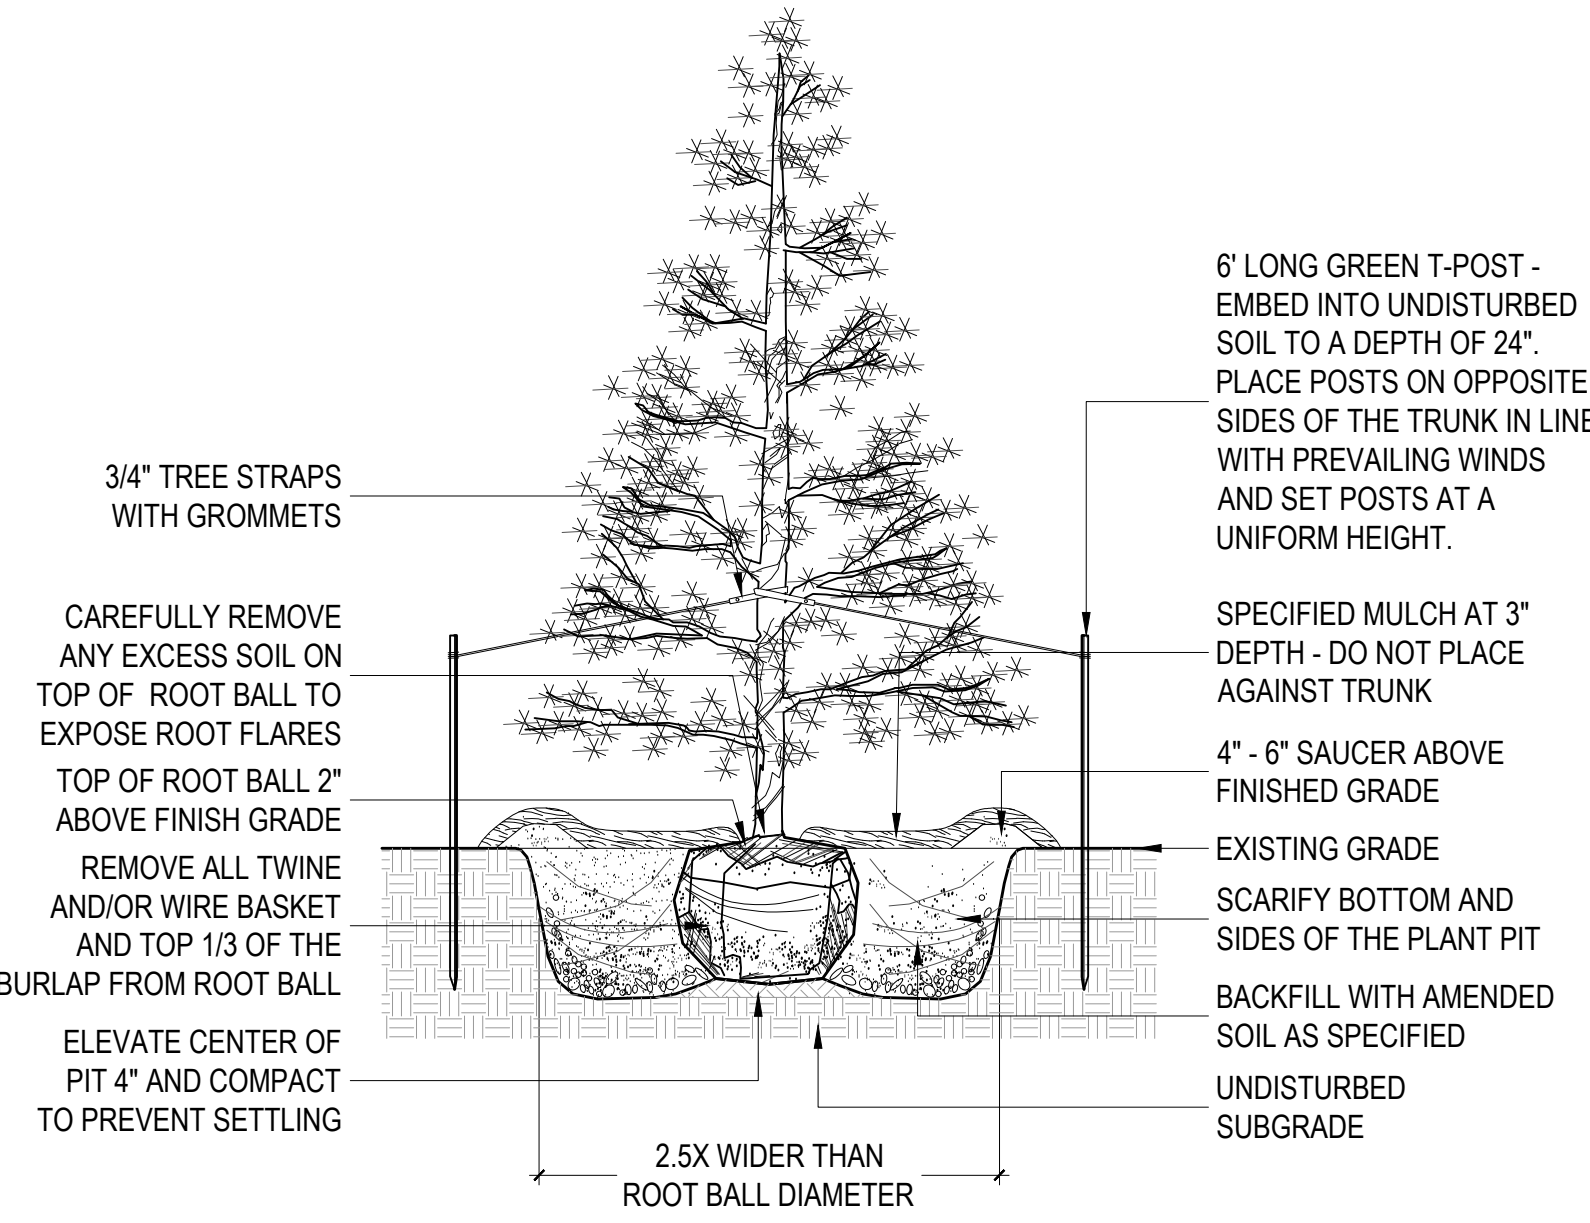 3/4" TREE STRAPS
WITH GROMMETS
CAREFULLY REMOVE
ANY EXCESS SOIL ON
TOP OF ROOT BALL TO
EXPOSE ROOT FLARES
TOP OF ROOT BALL 2"
ABOVE FINISH GRADE
REMOVE ALL TWINE
AND/OR WIRE BASKET
AND TOP 1/3 OF THE
BURLAP FROM ROOT BALL
ELEVATE CENTER OF
PIT 4" AND COMPACT
TO PREVENT SETTLING
6' LONG GREEN T-POST -
EMBED INTO UNDISTURBED
SOIL TO A DEPTH OF 24".
PLACE POSTS ON OPPOSITE
SIDES OF THE TRUNK IN LINE
WITH PREVAILING WINDS
AND SET POSTS AT A
UNIFORM HEIGHT.
SPECIFIED MULCH AT 3"
DEPTH - DO NOT PLACE
AGAINST TRUNK
4" - 6" SAUCER ABOVE
FINISHED GRADE
EXISTING GRADE
SCARIFY BOTTOM AND
SIDES OF THE PLANT PIT
BACKFILL WITH AMENDED
SOIL AS SPECIFIED
UNDISTURBED
SUBGRADE
2.5X WIDER THAN
ROOT BALL DIAMETER